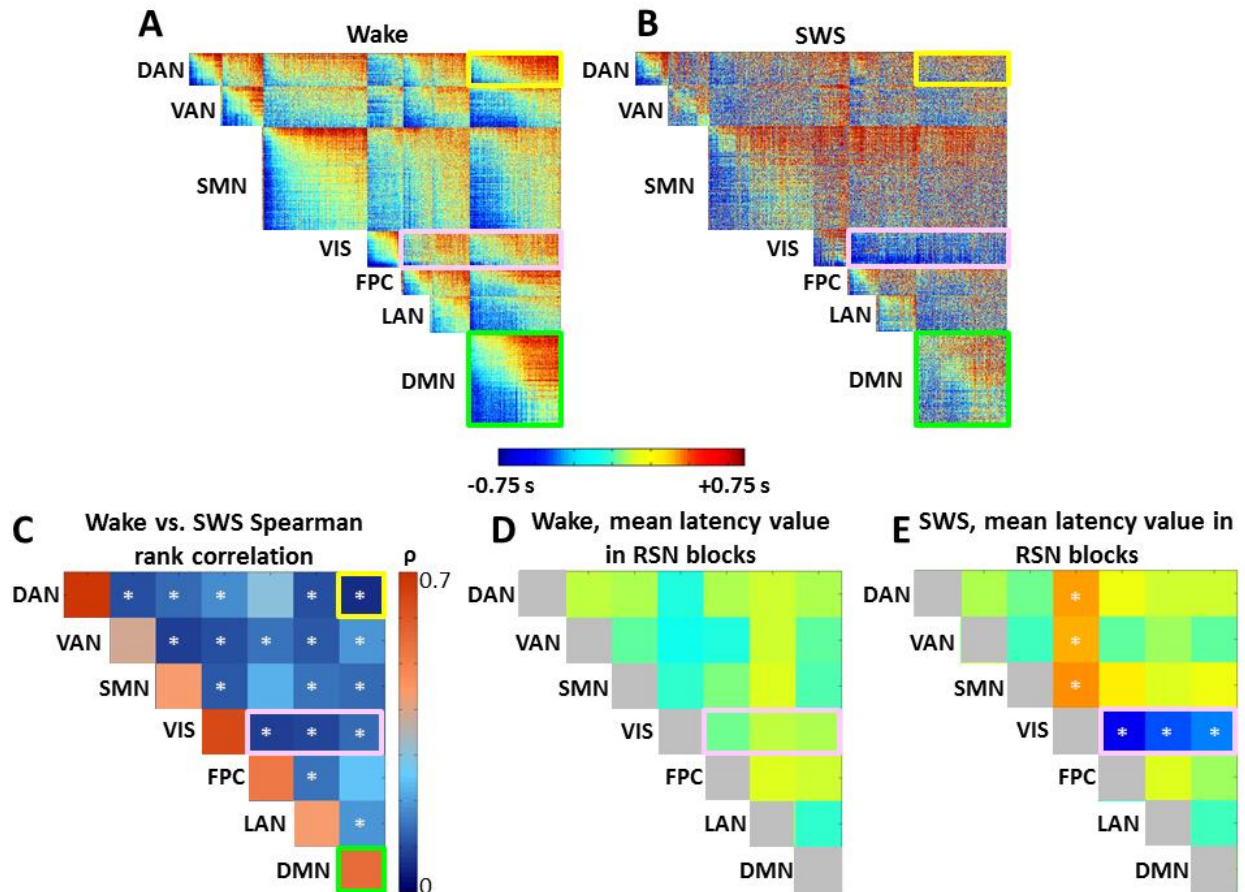 A
Wake
DAN
VAN
SMN
VIS
FPC
LAN
DMN
B
SWS
DAN
VAN
SMN
VIS
FPC
LAN
DMN
-0.75 s
+0.75 s
C
Wake vs. SWS Spearman
rank correlation
ρ
0.7
0
DAN
* * * * *
VAN
* * * * *
SMN
* * *
VIS
* * *
FPC
*
LAN
*
DMN
D
Wake, mean latency value
in RSN blocks
DAN
VAN
SMN
VIS
FPC
LAN
DMN
E
SWS, mean latency value in
RSN blocks
DAN
*
VAN
*
SMN
*
VIS
* * *
FPC
LAN
DMN